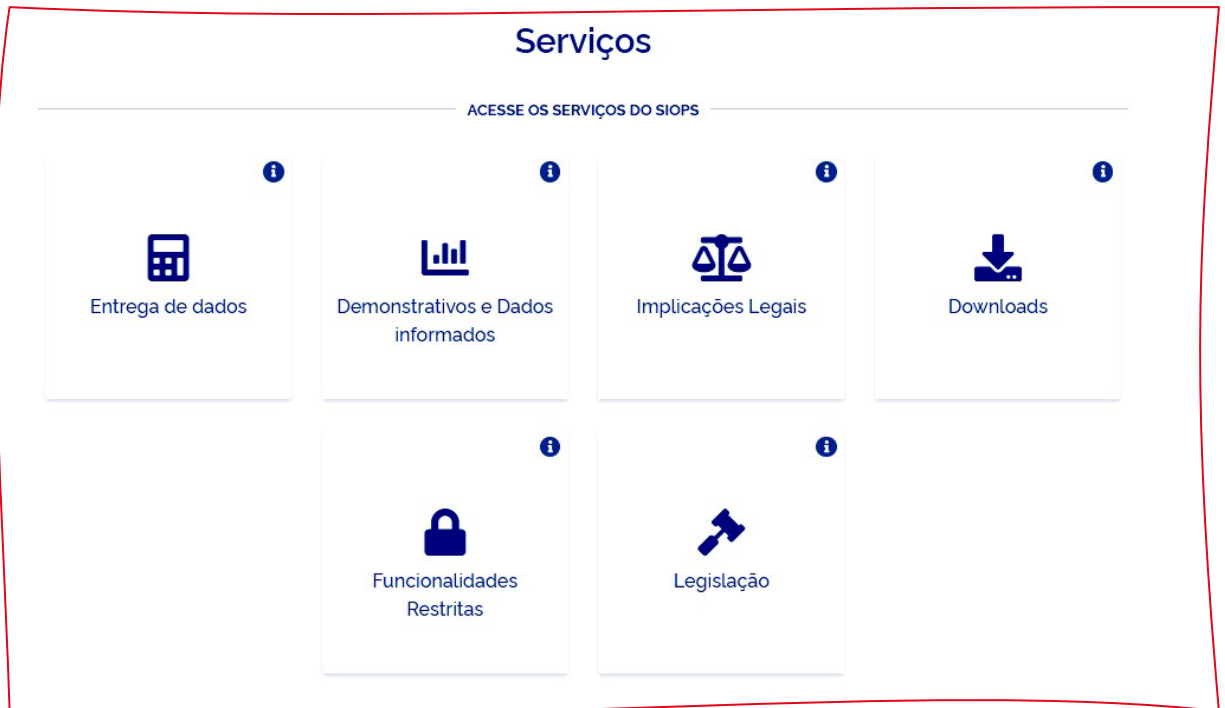 Serviços
ACESSE OS SERVIÇOS DO SIOPS
Entrega de dados
Demonstrativos e Dados
informados
Implicações Legais
Downloads
Funcionalidades
Restritas
Legislação